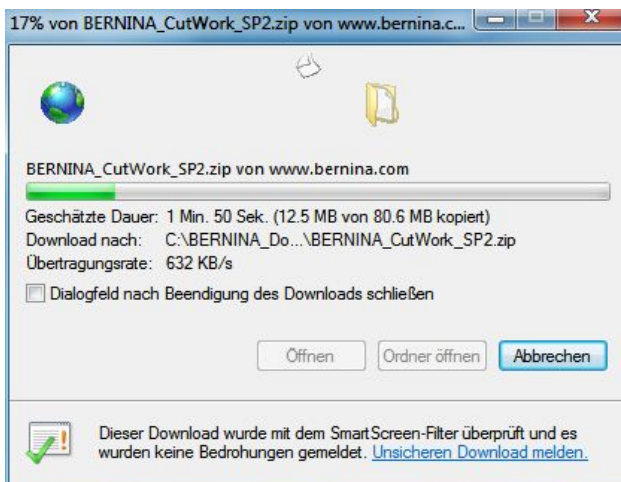 17% von BERNINA_CutWork_SP2.zip von www.bernina.c...
BERNINA_CutWork_SP2.zip von www.bernina.com
Geschätzte Dauer: 1 Min. 50 Sek. (12.5 MB von 80.6 MB kopiert)
Download nach: C:\BERNINA_Do...\BERNINA_CutWork_SP2.zip
Übertragungsrate: 632 KB/s
Dialogfeld nach Beendigung des Downloads schließen
Öffnen Ordner öffnen Abbrechen
Dieser Download wurde mit dem SmartScreen-Filter überprüft und es
wurden keine Bedrohungen gemeldet. Unsicheren Download melden.